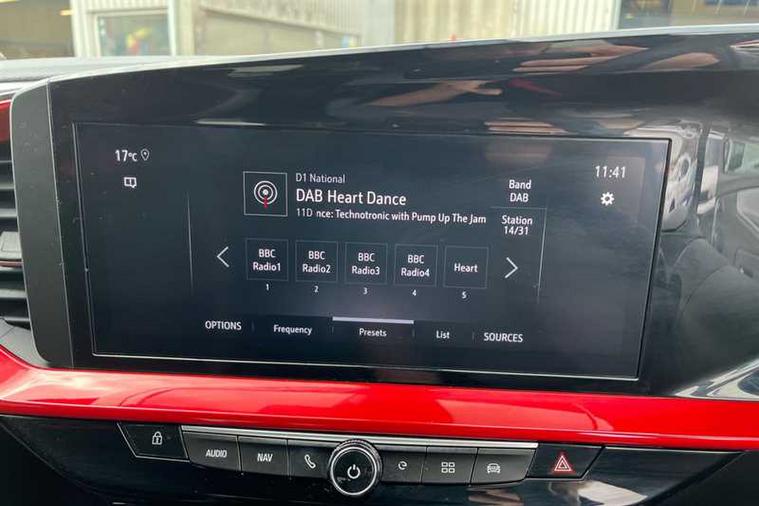 17°C
11:41
D1 National
DAB Heart Dance
11D nce: Technotronic with Pump Up The Jam
Band
DAB
Station
14/31
BBC
Radio1
BBC
Radio2
BBC
Radio3
BBC
Radio4
Heart
1
2
3
4
5
OPTIONS
Frequency
Presets
List
SOURCES
AUDIO
NAV